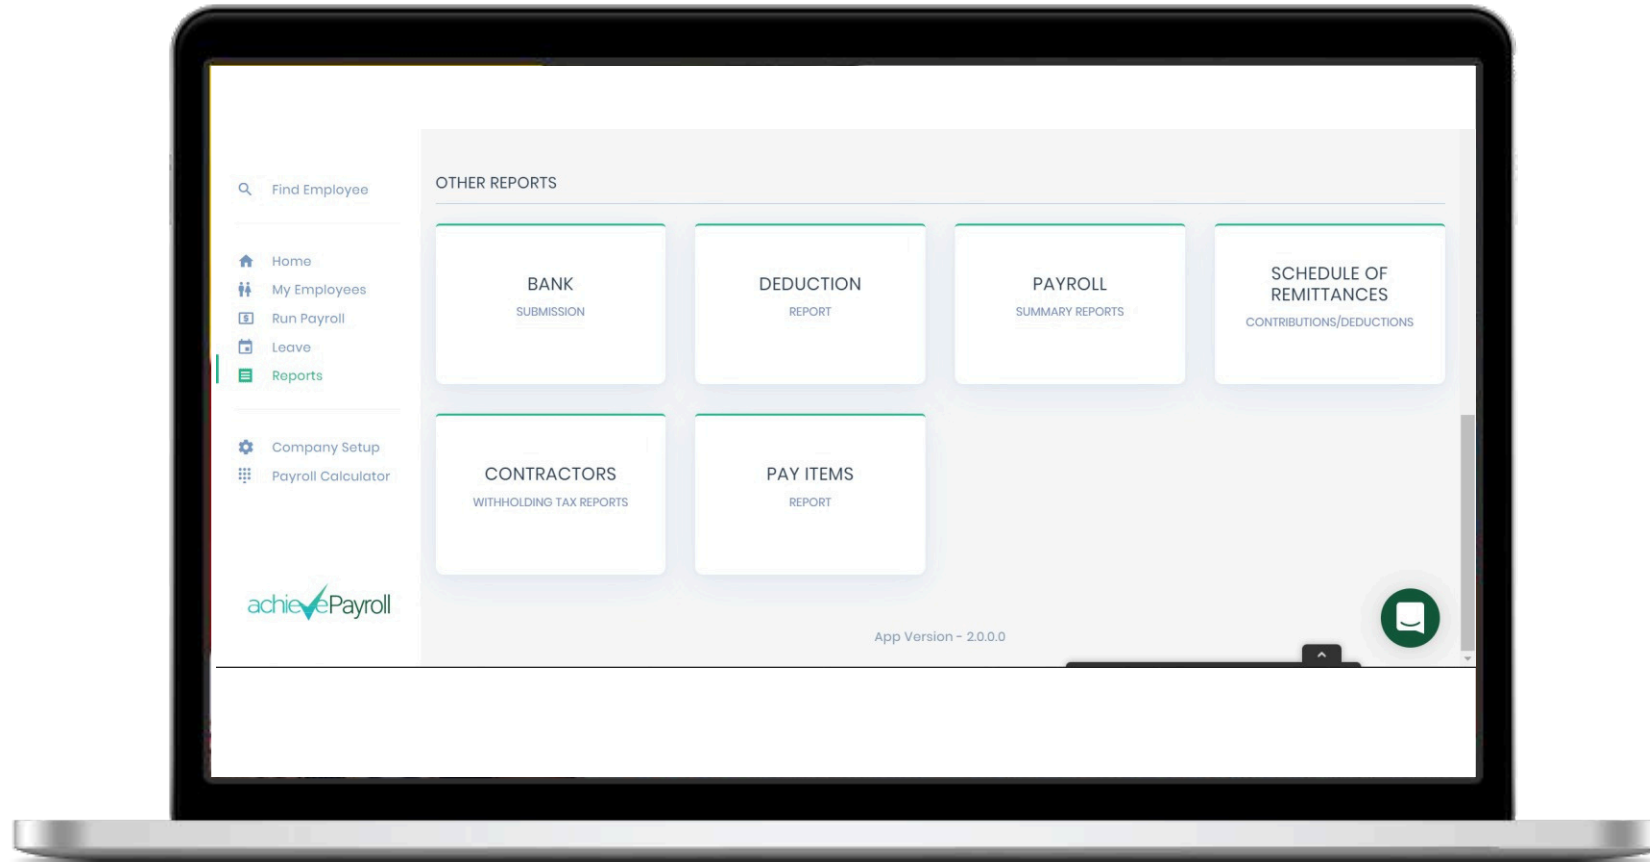 Find Employee
Home
My Employees
Run Payroll
Leave
Reports
Company Setup
Payroll Calculator
achievePayroll
OTHER REPORTS
BANK
SUBMISSION
DEDUCTION
REPORT
PAYROLL
SUMMARY REPORTS
SCHEDULE OF
REMITTANCES
CONTRIBUTIONS/DEDUCTIONS
CONTRACTORS
WITHHOLDING TAX REPORTS
PAY ITEMS
REPORT
App Version - 2.0.0.0